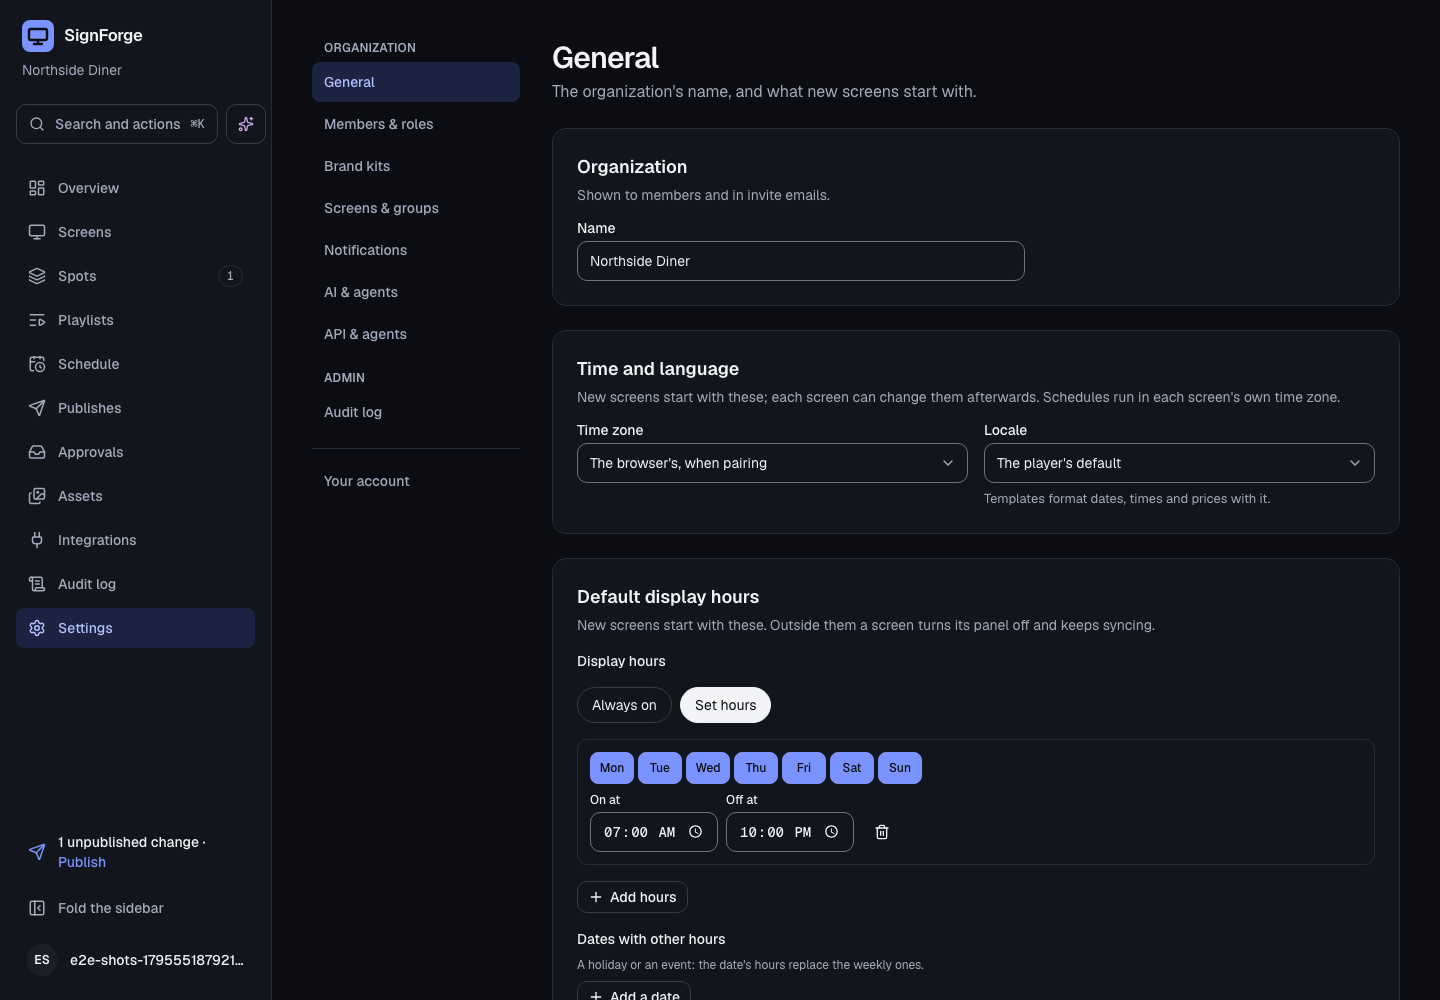 SignForge
Northside Diner
Search and actions ⌘K
Overview
Screens
Spots 1
Playlists
Schedule
Publishes
Approvals
Assets
Integrations
Audit log
Settings
1 unpublished change ·
Publish
Fold the sidebar
ES e2e-shots-179555187921...
ORGANIZATION
General
Members & roles
Brand kits
Screens & groups
Notifications
AI & agents
API & agents
ADMIN
Audit log
Your account
General
The organization's name, and what new screens start with.
Organization
Shown to members and in invite emails.
Name
Northside Diner
Time and language
New screens start with these; each screen can change them afterwards. Schedules run in each screen's own time zone.
Time zone Locale
The browser's, when pairing The player's default
Templates format dates, times and prices with it.
Default display hours
New screens start with these. Outside them a screen turns its panel off and keeps syncing.
Display hours
Always on Set hours
Mon Tue Wed Thu Fri Sat Sun
On at Off at
07:00 AM 10:00 PM
+ Add hours
Dates with other hours
A holiday or an event: the date's hours replace the weekly ones.
+ Add a date